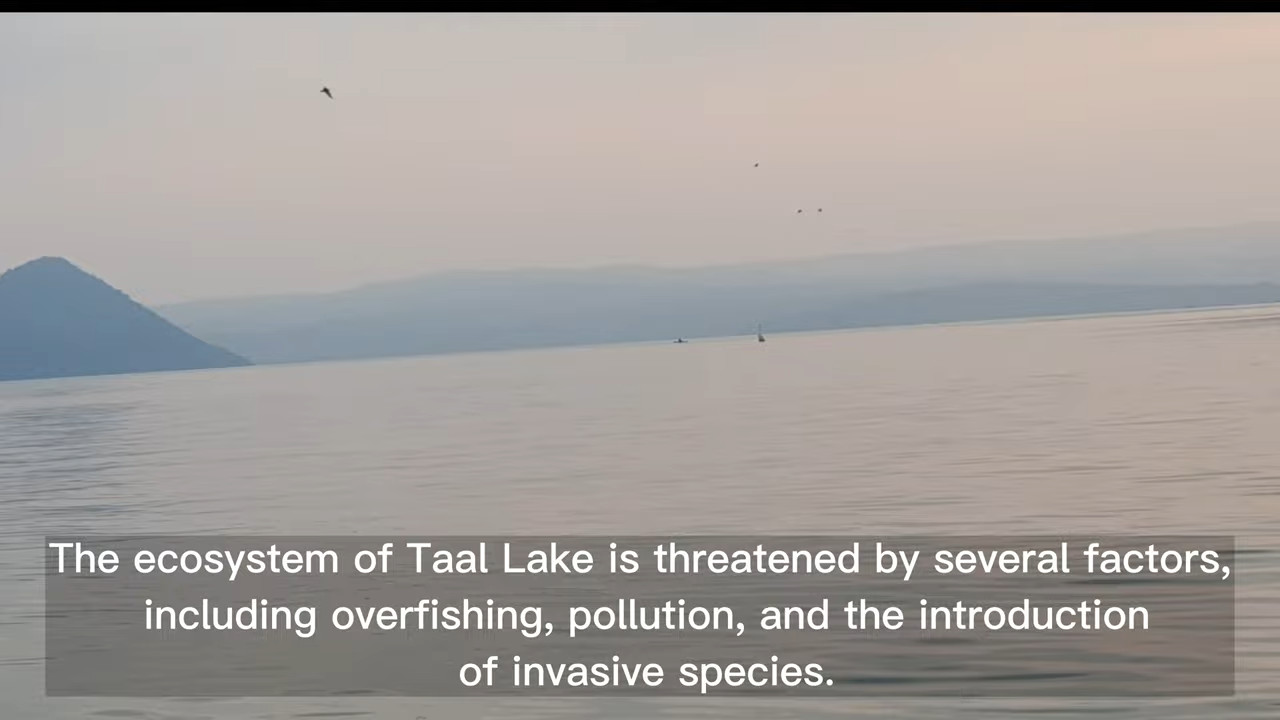 The ecosystem of Taal Lake is threatened by several factors,
including overfishing, pollution, and the introduction
of invasive species.